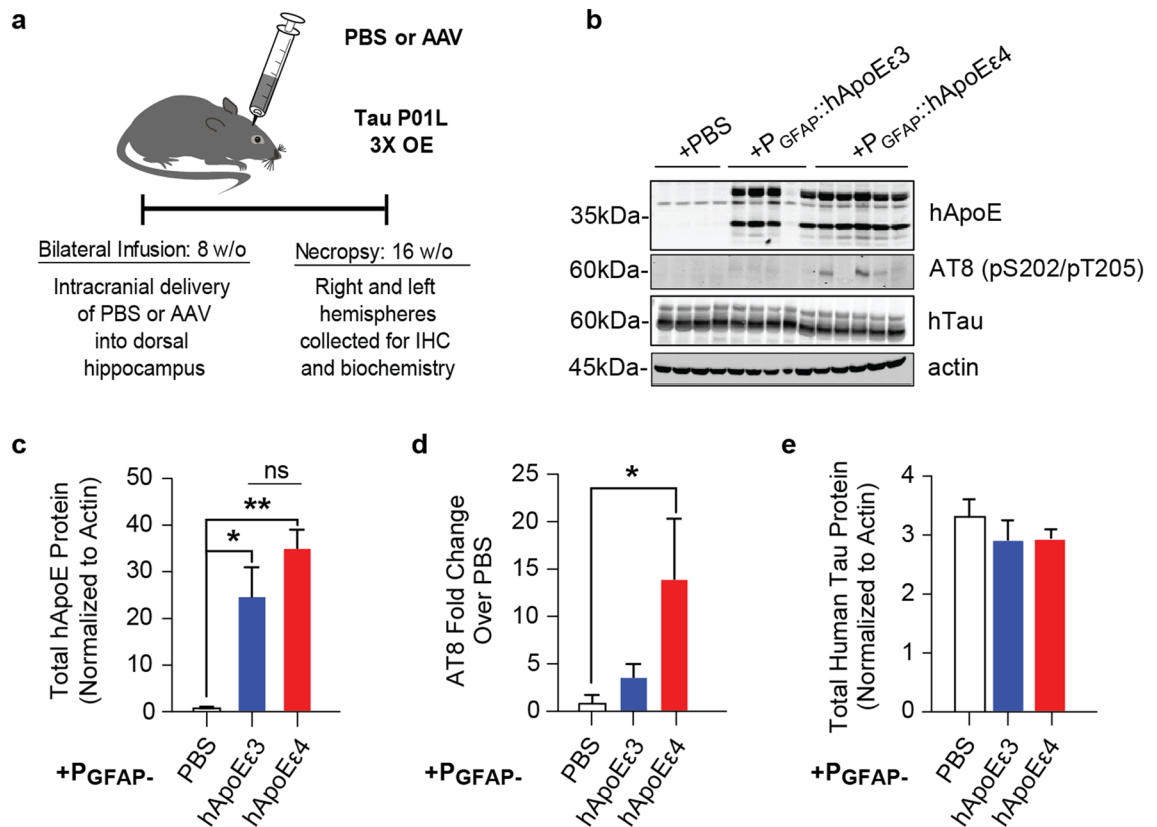 a
PBS or AAV
Tau P01L
3X OE
Bilateral Infusion: 8 w/o
Intracranial delivery
of PBS or AAV
into dorsal
hippocampus
Necropsy: 16 w/o
Right and left
hemispheres
collected for IHC
and biochemistry
b
+PBS
+PGFAP::hApoEε3
+PGFAP::hApoEε4
35kDa-
hApoE
60kDa-
AT8 (pS202/pT205)
60kDa-
hTau
45kDa-
actin
c
Total hApoE Protein
(Normalized to Actin)
50
40
30
20
10
0
ns
**
*
+PGFAP-
PBS
hApoEε3
hApoEε4
d
AT8 Fold Change
Over PBS
25
20
15
10
5
0
*
+PGFAP-
PBS
hApoEε3
hApoEε4
e
Total Human Tau Protein
(Normalized to Actin)
4
3
2
1
0
+PGFAP-
PBS
hApoEε3
hApoEε4